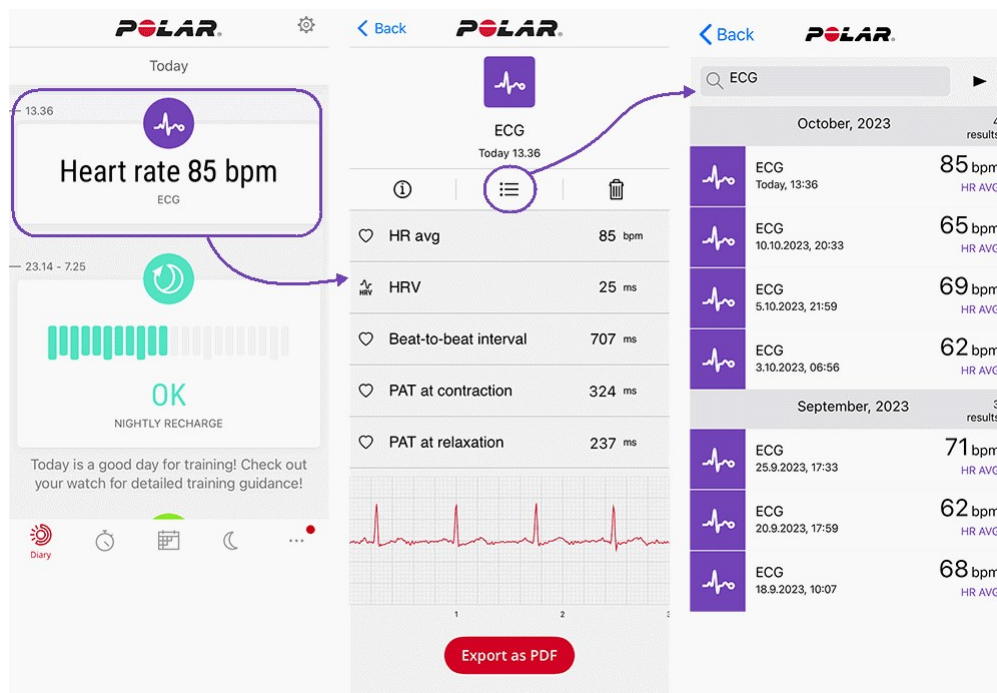 POLAR.
Today
13.36
Heart rate 85 bpm
ECG
23.14 - 7.25
OK
NIGHTLY RECHARGE
Today is a good day for training! Check out
your watch for detailed training guidance!
Diary
Back
POLAR.
ECG
Today 13.36
HR avg 85 bpm
HRV HRV 25 ms
Beat-to-beat interval 707 ms
PAT at contraction 324 ms
PAT at relaxation 237 ms
1 2
Export as PDF
Back
POLAR.
ECG
October, 2023
results
ECG 85 bpm
Today, 13:36 HR AVG
ECG 65 bpm
10.10.2023, 20:33 HR AVG
ECG 69 bpm
5.10.2023, 21:59 HR AVG
ECG 62 bpm
3.10.2023, 06:56 HR AVG
September, 2023
results
ECG 71 bpm
25.9.2023, 17:33 HR AVG
ECG 62 bpm
20.9.2023, 17:59 HR AVG
ECG 68 bpm
18.9.2023, 10:07 HR AVG